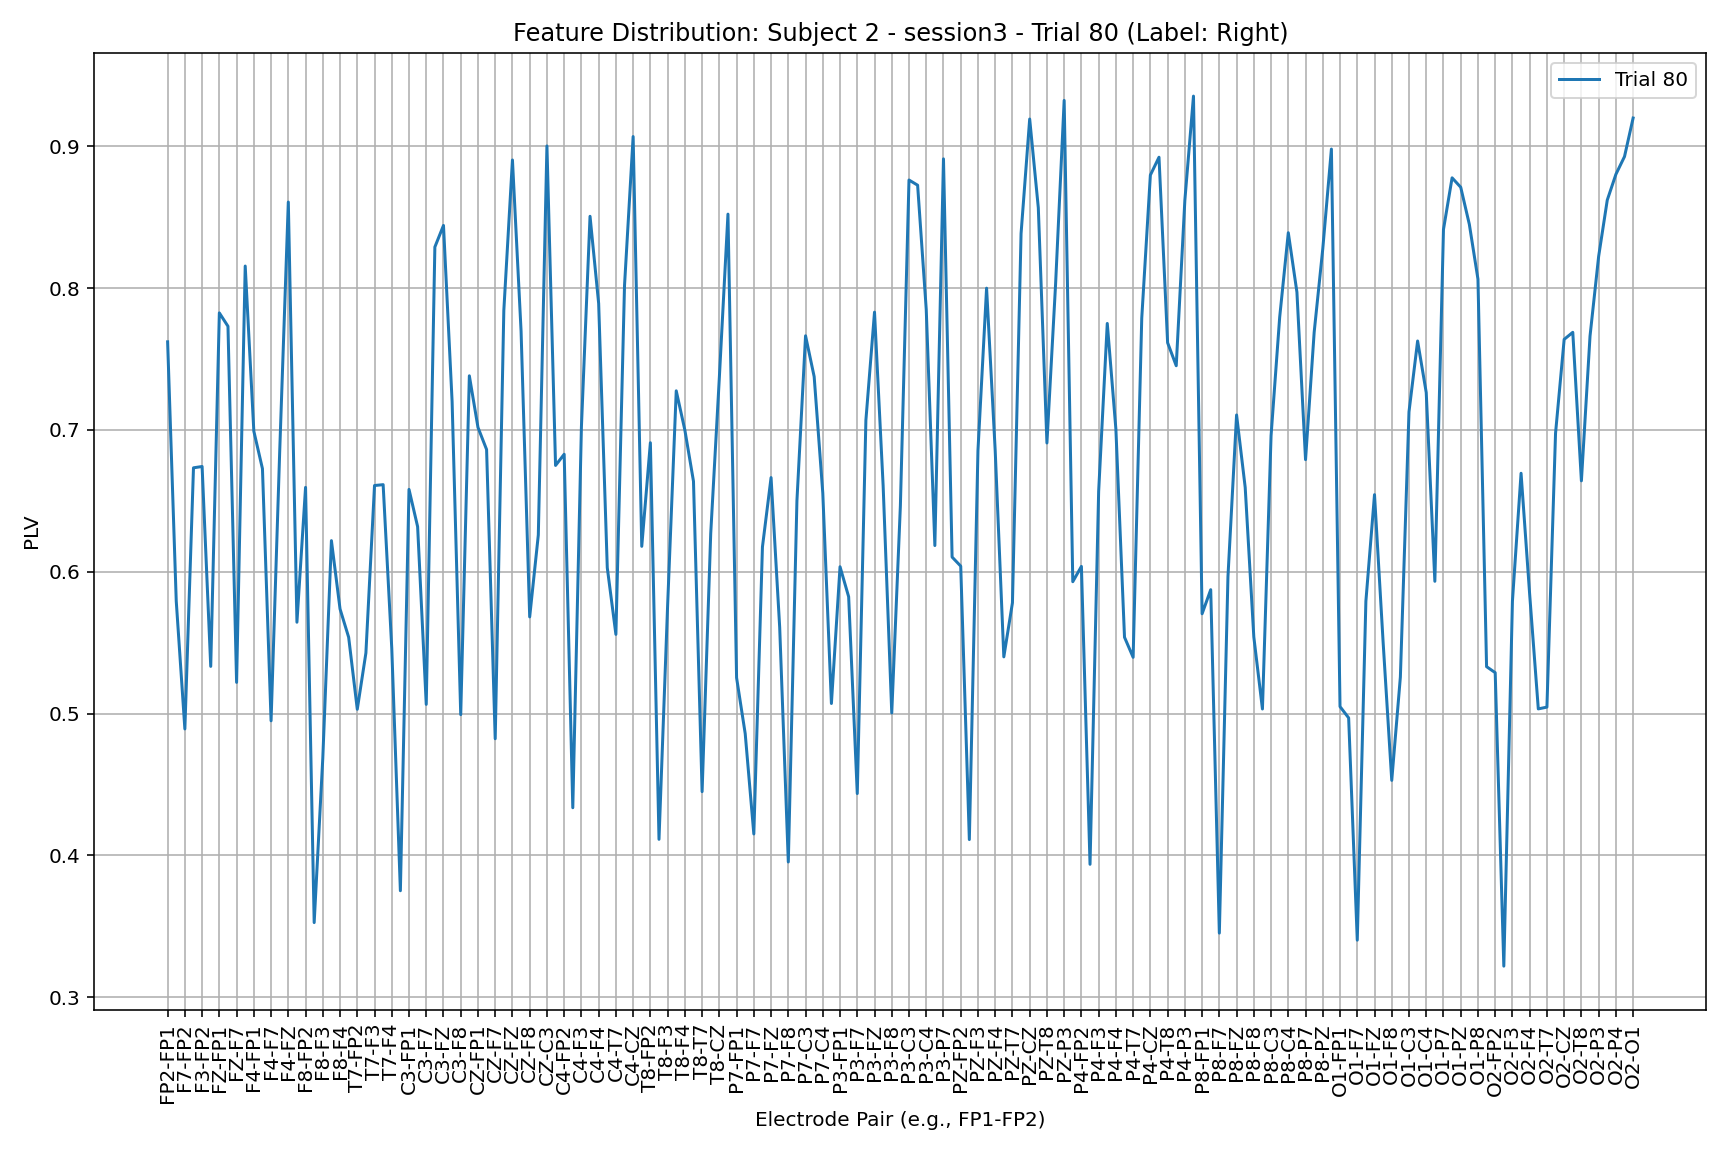 Feature Distribution: Subject 2 - session3 - Trial 80 (Label: Right)
Trial 80
PLV
0.9
0.8
0.7
0.6
0.5
0.4
0.3
FP2-FP1
F7-FP2
F3-FP2
FZ-FP1
FZ-F7
F4-FP1
F4-F7
F4-FZ
F8-FP2
F8-F3
F8-F4
T7-FP2
T7-F3
T7-F4
C3-FP1
C3-F7
C3-FZ
C3-F8
CZ-FP1
CZ-F7
CZ-FZ
CZ-F8
CZ-C3
C4-FP2
C4-F3
C4-F4
C4-T7
C4-CZ
T8-FP2
T8-F3
T8-F4
T8-T7
T8-CZ
P7-FP1
P7-F7
P7-FZ
P7-F8
P7-C3
P7-C4
P3-FP1
P3-F7
P3-FZ
P3-F8
P3-C3
P3-C4
P3-P7
PZ-FP2
PZ-F3
PZ-F4
PZ-T7
PZ-CZ
PZ-T8
PZ-P3
P4-FP2
P4-F3
P4-F4
P4-T7
P4-CZ
P4-T8
P4-P3
P8-FP1
P8-F7
P8-FZ
P8-F8
P8-C3
P8-C4
P8-P7
P8-PZ
O1-FP1
O1-F7
O1-FZ
O1-F8
O1-C3
O1-C4
O1-P7
O1-PZ
O1-P8
O2-FP2
O2-F3
O2-F4
O2-T7
O2-CZ
O2-T8
O2-P3
O2-P4
O2-O1
Electrode Pair (e.g., FP1-FP2)